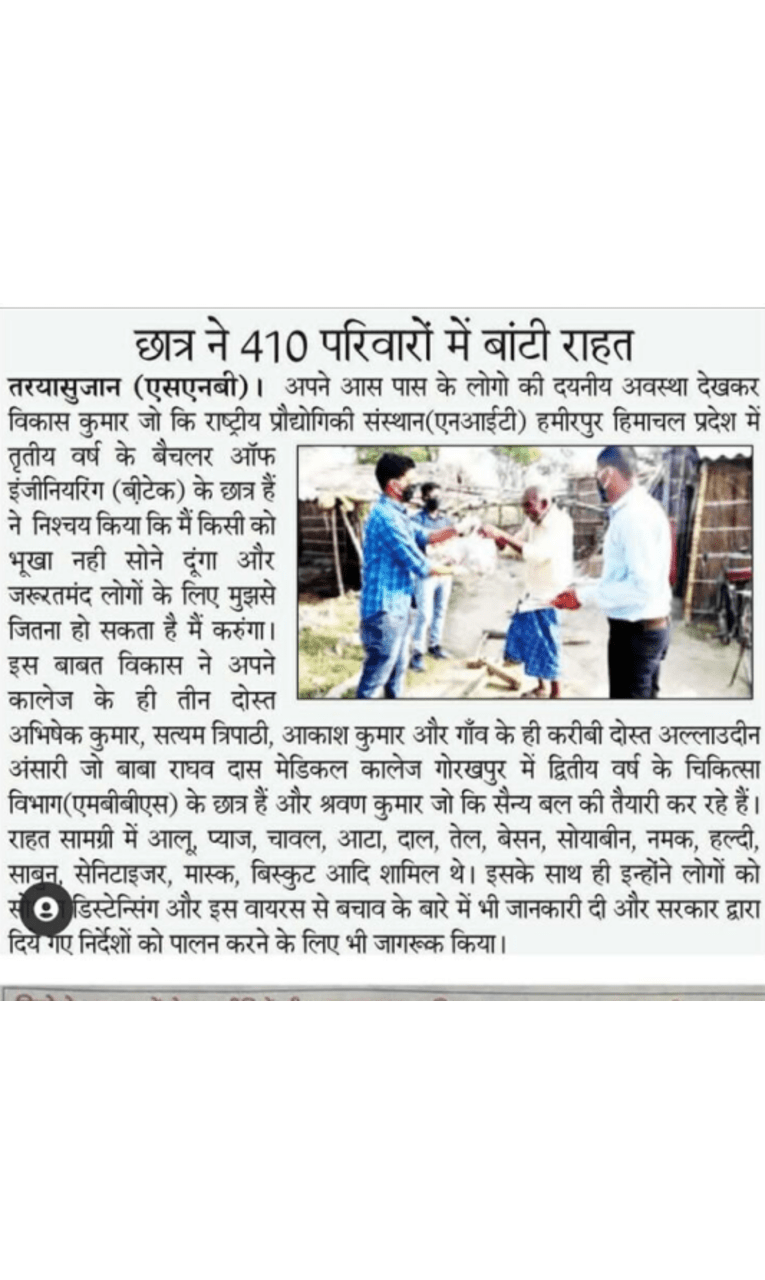 छात्र ने 410 परिवारों में बांटी राहत
तरयासुजान (एसएनबी)। अपने आस पास के लोगो की दयनीय अवस्था देखकर
विकास कुमार जो कि राष्ट्रीय प्रौद्योगिकी संस्थान(एनआईटी) हमीरपुर हिमाचल प्रदेश में
तृतीय वर्ष के बैचलर ऑफ
इंजीनियरिंग (बी़टेक) के छात्र हैं
ने निश्चय किया कि मैं किसी को
भूखा नही सोने दूंगा और
जरूरतमंद लोगों के लिए मुझसे
जितना हो सकता है मैं करुंगा।
इस बाबत विकास ने अपने
कालेज के ही तीन दोस्त
अभिषेक कुमार, सत्यम त्रिपाठी, आकाश कुमार और गाँव के ही करीबी दोस्त अल्लाउदीन
अंसारी जो बाबा राघव दास मेडिकल कालेज गोरखपुर में द्वितीय वर्ष के चिकित्सा
विभाग(एमबीबीएस) के छात्र हैं और श्रवण कुमार जो कि सैन्य बल की तैयारी कर रहे हैं।
राहत सामग्री में आलू, प्याज, चावल, आटा, दाल, तेल, बेसन, सोयाबीन, नमक, हल्दी,
साबुन, सेनिटाइजर, मास्क, बिस्कुट आदि शामिल थे। इसके साथ ही इन्होंने लोगों को
डिस्टेन्सिंग और इस वायरस से बचाव के बारे में भी जानकारी दी और सरकार द्वारा
दिये गए निर्देशों को पालन करने के लिए भी जागरूक किया।